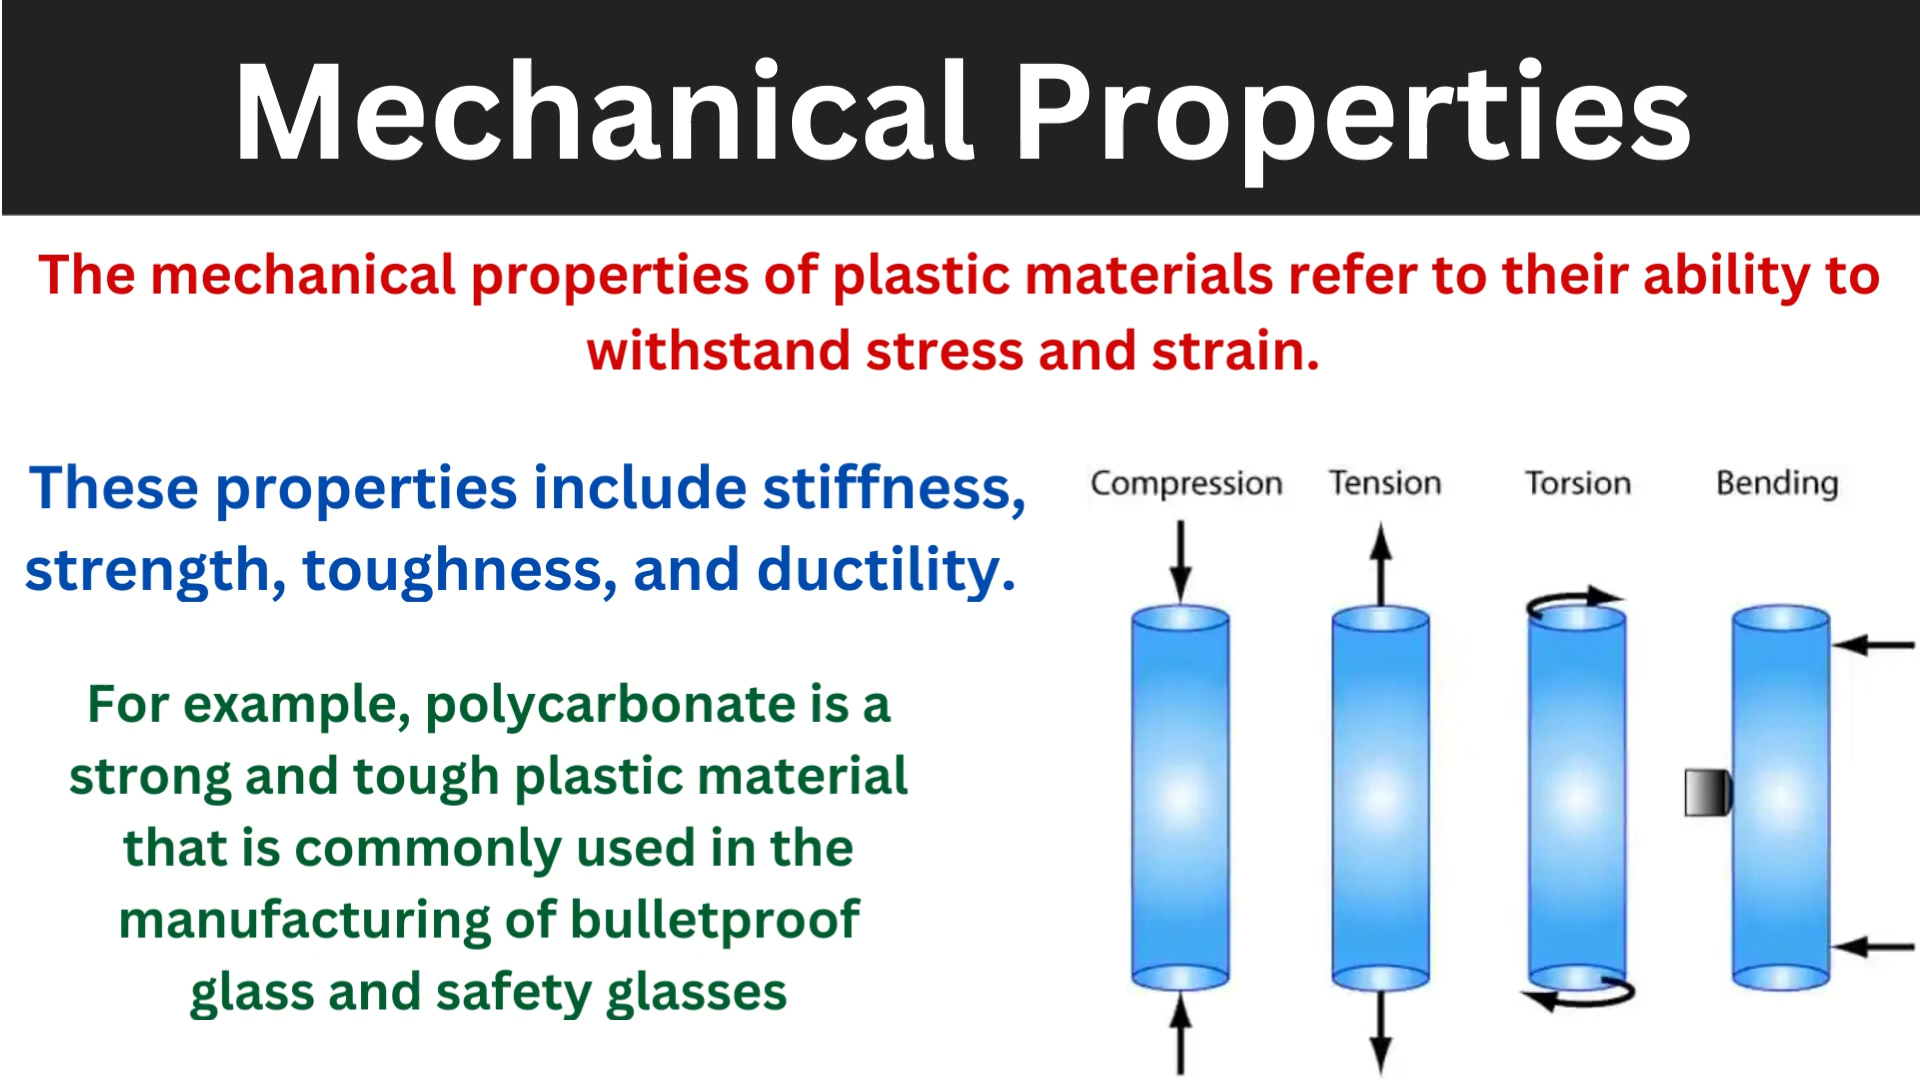 Mechanical Properties
The mechanical properties of plastic materials refer to their ability to
withstand stress and strain.
These properties include stiffness,
strength, toughness, and ductility.
For example, polycarbonate is a
strong and tough plastic material
that is commonly used in the
manufacturing of bulletproof
glass and safety glasses
Compression Tension Torsion Bending